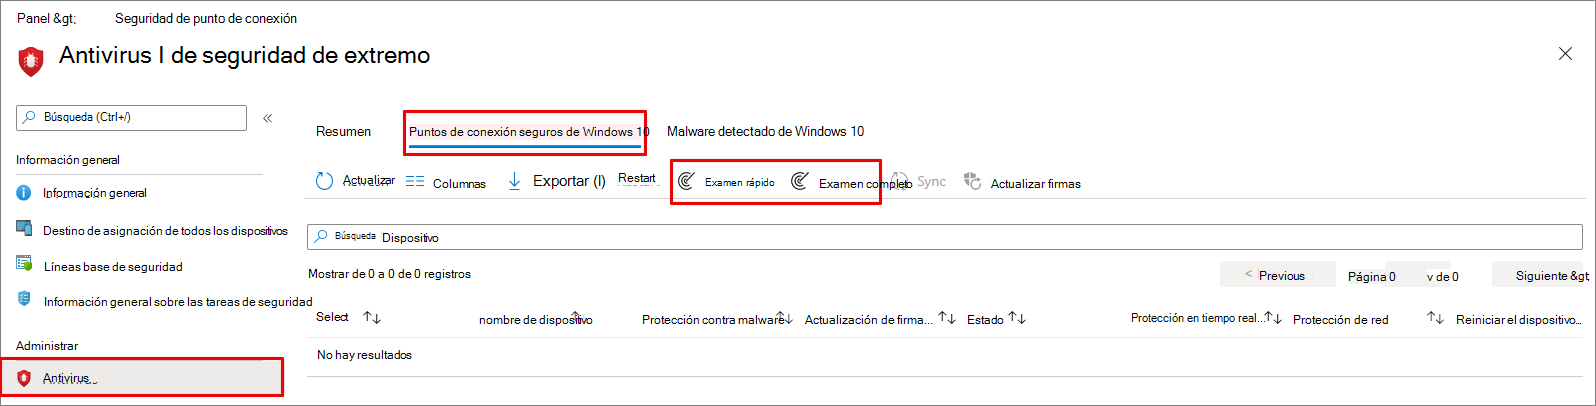 Panel &gt; Seguridad de punto de conexión
Antivirus I de seguridad de extremo
Búsqueda (Ctrl+/) «
Resumen Puntos de conexión seguros de Windows 10 Malware detectado de Windows 10
Información general
Actualizar Columnas Exportar (I) Restart Examen rápido Examen completo Sync Actualizar firmas
Información general
Destino de asignación de todos los dispositivos
Búsqueda Dispositivo
Líneas base de seguridad
Mostrar de 0 a 0 de 0 registros < Previous Página 0 v de 0 Siguiente &gt;
Información general sobre las tareas de seguridad
Select nombre de dispositivo Protección contra malware Actualización de firma... Estado Protección en tiempo real... Protección de red Reiniciar el dispositivo...
Administrar
No hay resultados
Antivirus